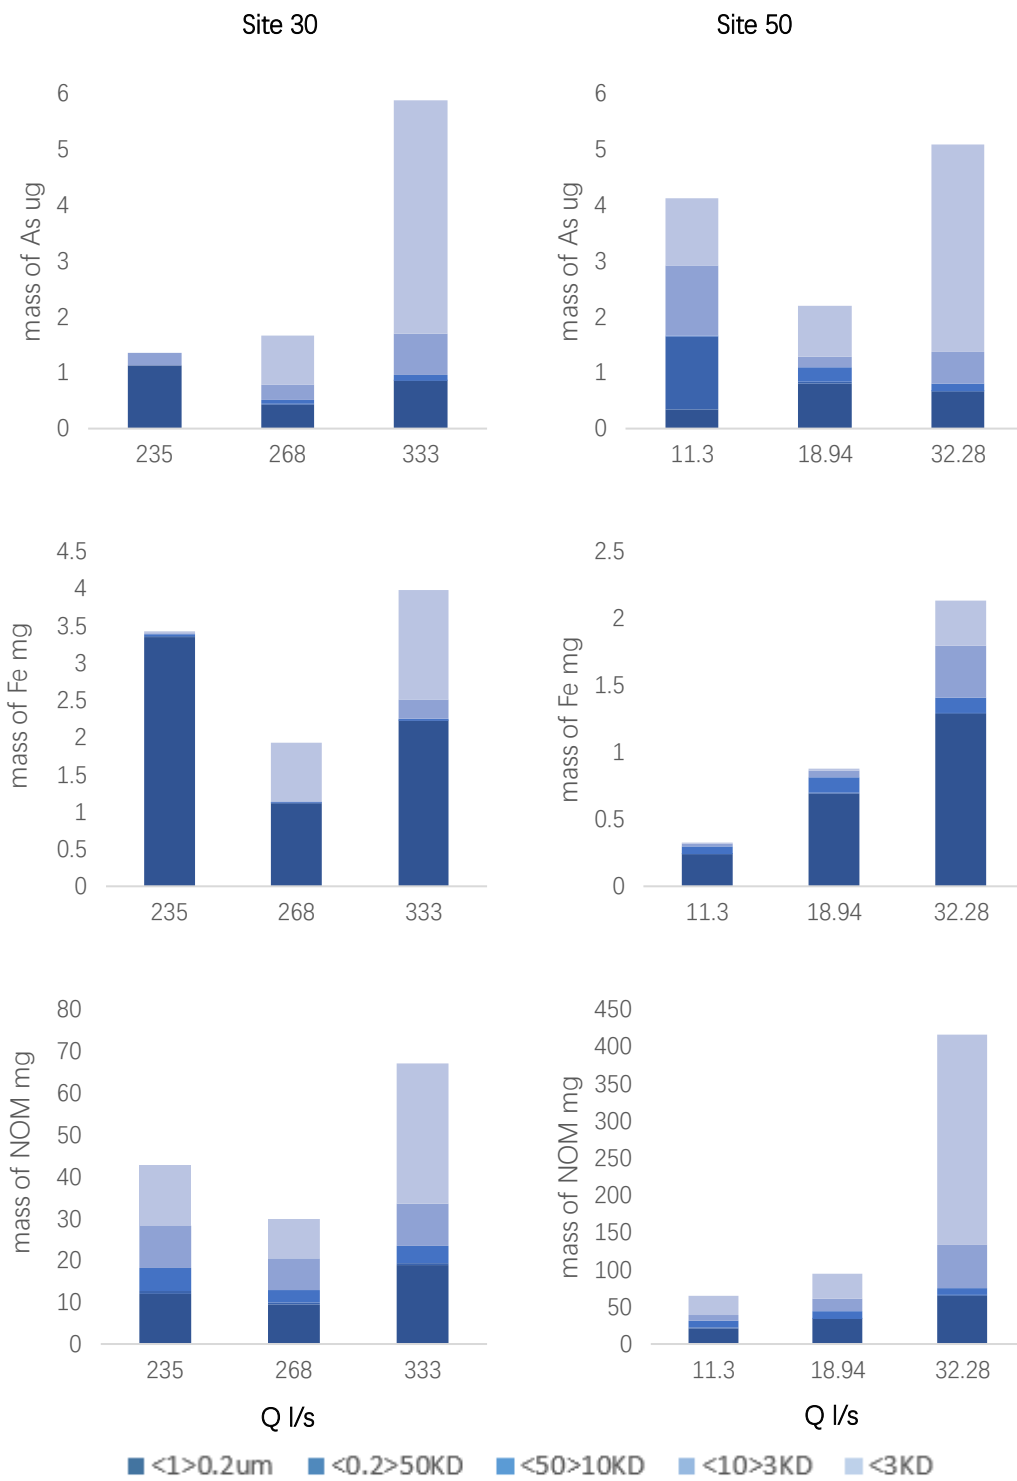 Site 30
Site 50
mass of As ug
6
5
4
3
2
1
0
235 268 333
mass of As ug
6
5
4
3
2
1
0
11.3 18.94 32.28
mass of Fe mg
4.5
4
3.5
3
2.5
2
1.5
1
0.5
0
235 268 333
mass of Fe mg
2.5
2
1.5
1
0.5
0
11.3 18.94 32.28
mass of NOM mg
80
70
60
50
40
30
20
10
0
235 268 333
Q l/s
mass of NOM mg
450
400
350
300
250
200
150
100
50
0
11.3 18.94 32.28
Q l/s
<1>0.2um <0.2>50KD <50>10KD <10>3KD <3KD